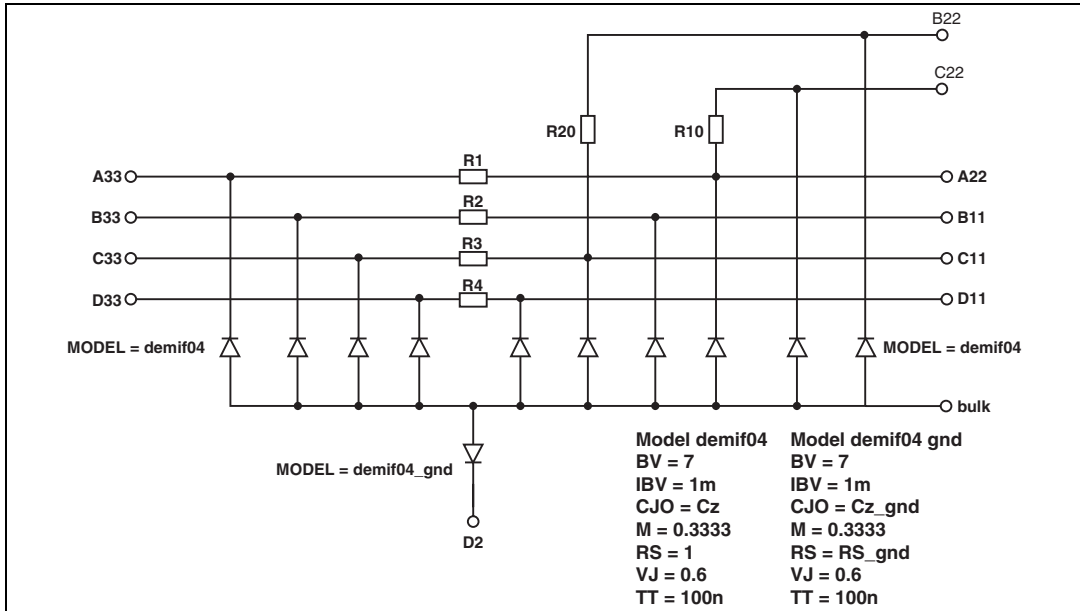 B22
C22
R20
R10
R1
A33
A22
R2
B33
B11
R3
C33
C11
R4
D33
D11
MODEL = demif04
MODEL = demif04
bulk
MODEL = demif04_gnd
D2
Model demif04
BV = 7
IBV = 1m
CJO = Cz
M = 0.3333
RS = 1
VJ = 0.6
TT = 100n
Model demif04 gnd
BV = 7
IBV = 1m
CJO = Cz_gnd
M = 0.3333
RS = RS_gnd
VJ = 0.6
TT = 100n